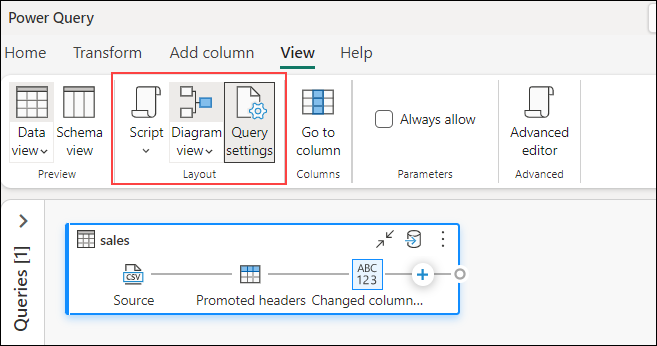 Power Query
Home Transform Add column View Help
Data view Schema view Script Diagram view Query settings Go to column Always allow Advanced editor
Preview Layout Columns Parameters Advanced
Queries [1]
sales
CSV ABC 123
Source Promoted headers Changed column...